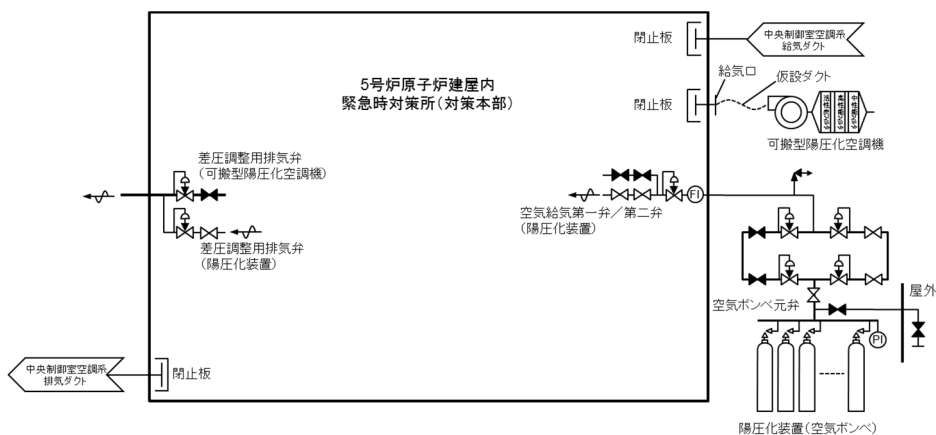 中央制御室空調系
給気ダクト
閉止板
給気口
仮設ダクト
5号炉原子炉建屋内
緊急時対策所(対策本部)
閉止板
可搬型陽圧化空調機
差圧調整用排気弁
(可搬型陽圧化空調機)
FI
空気給気第一弁/第二弁
(陽圧化装置)
差圧調整用排気弁
(陽圧化装置)
屋外
空気ボンベ元弁
PI
中央制御室空調系
排気ダクト
閉止板
陽圧化装置(空気ボンベ)